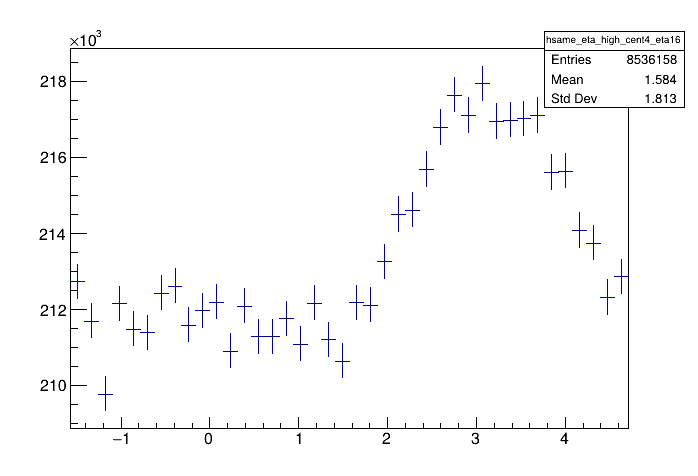 ×10³
hsame_eta_high_cent4_eta16
Entries 8536158
Mean 1.584
Std Dev 1.813
218
216
214
212
210
−1 0 1 2 3 4